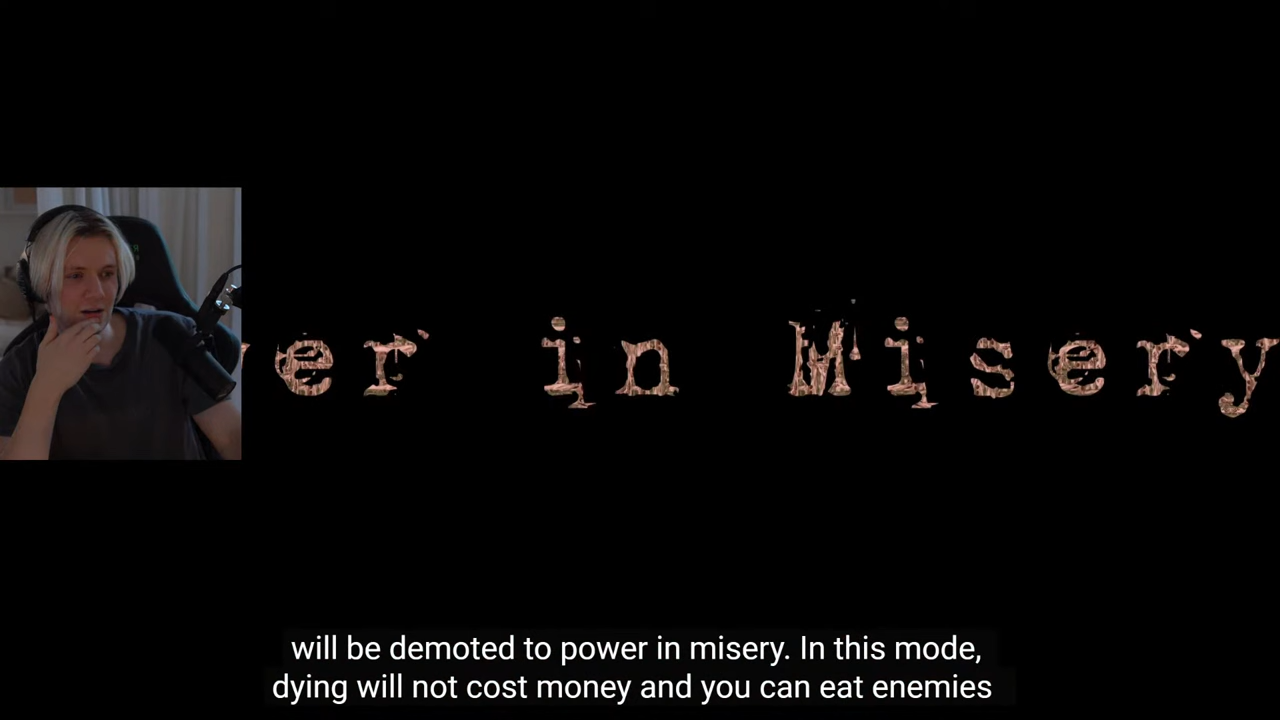 er in Misery
will be demoted to power in misery. In this mode,
dying will not cost money and you can eat enemies